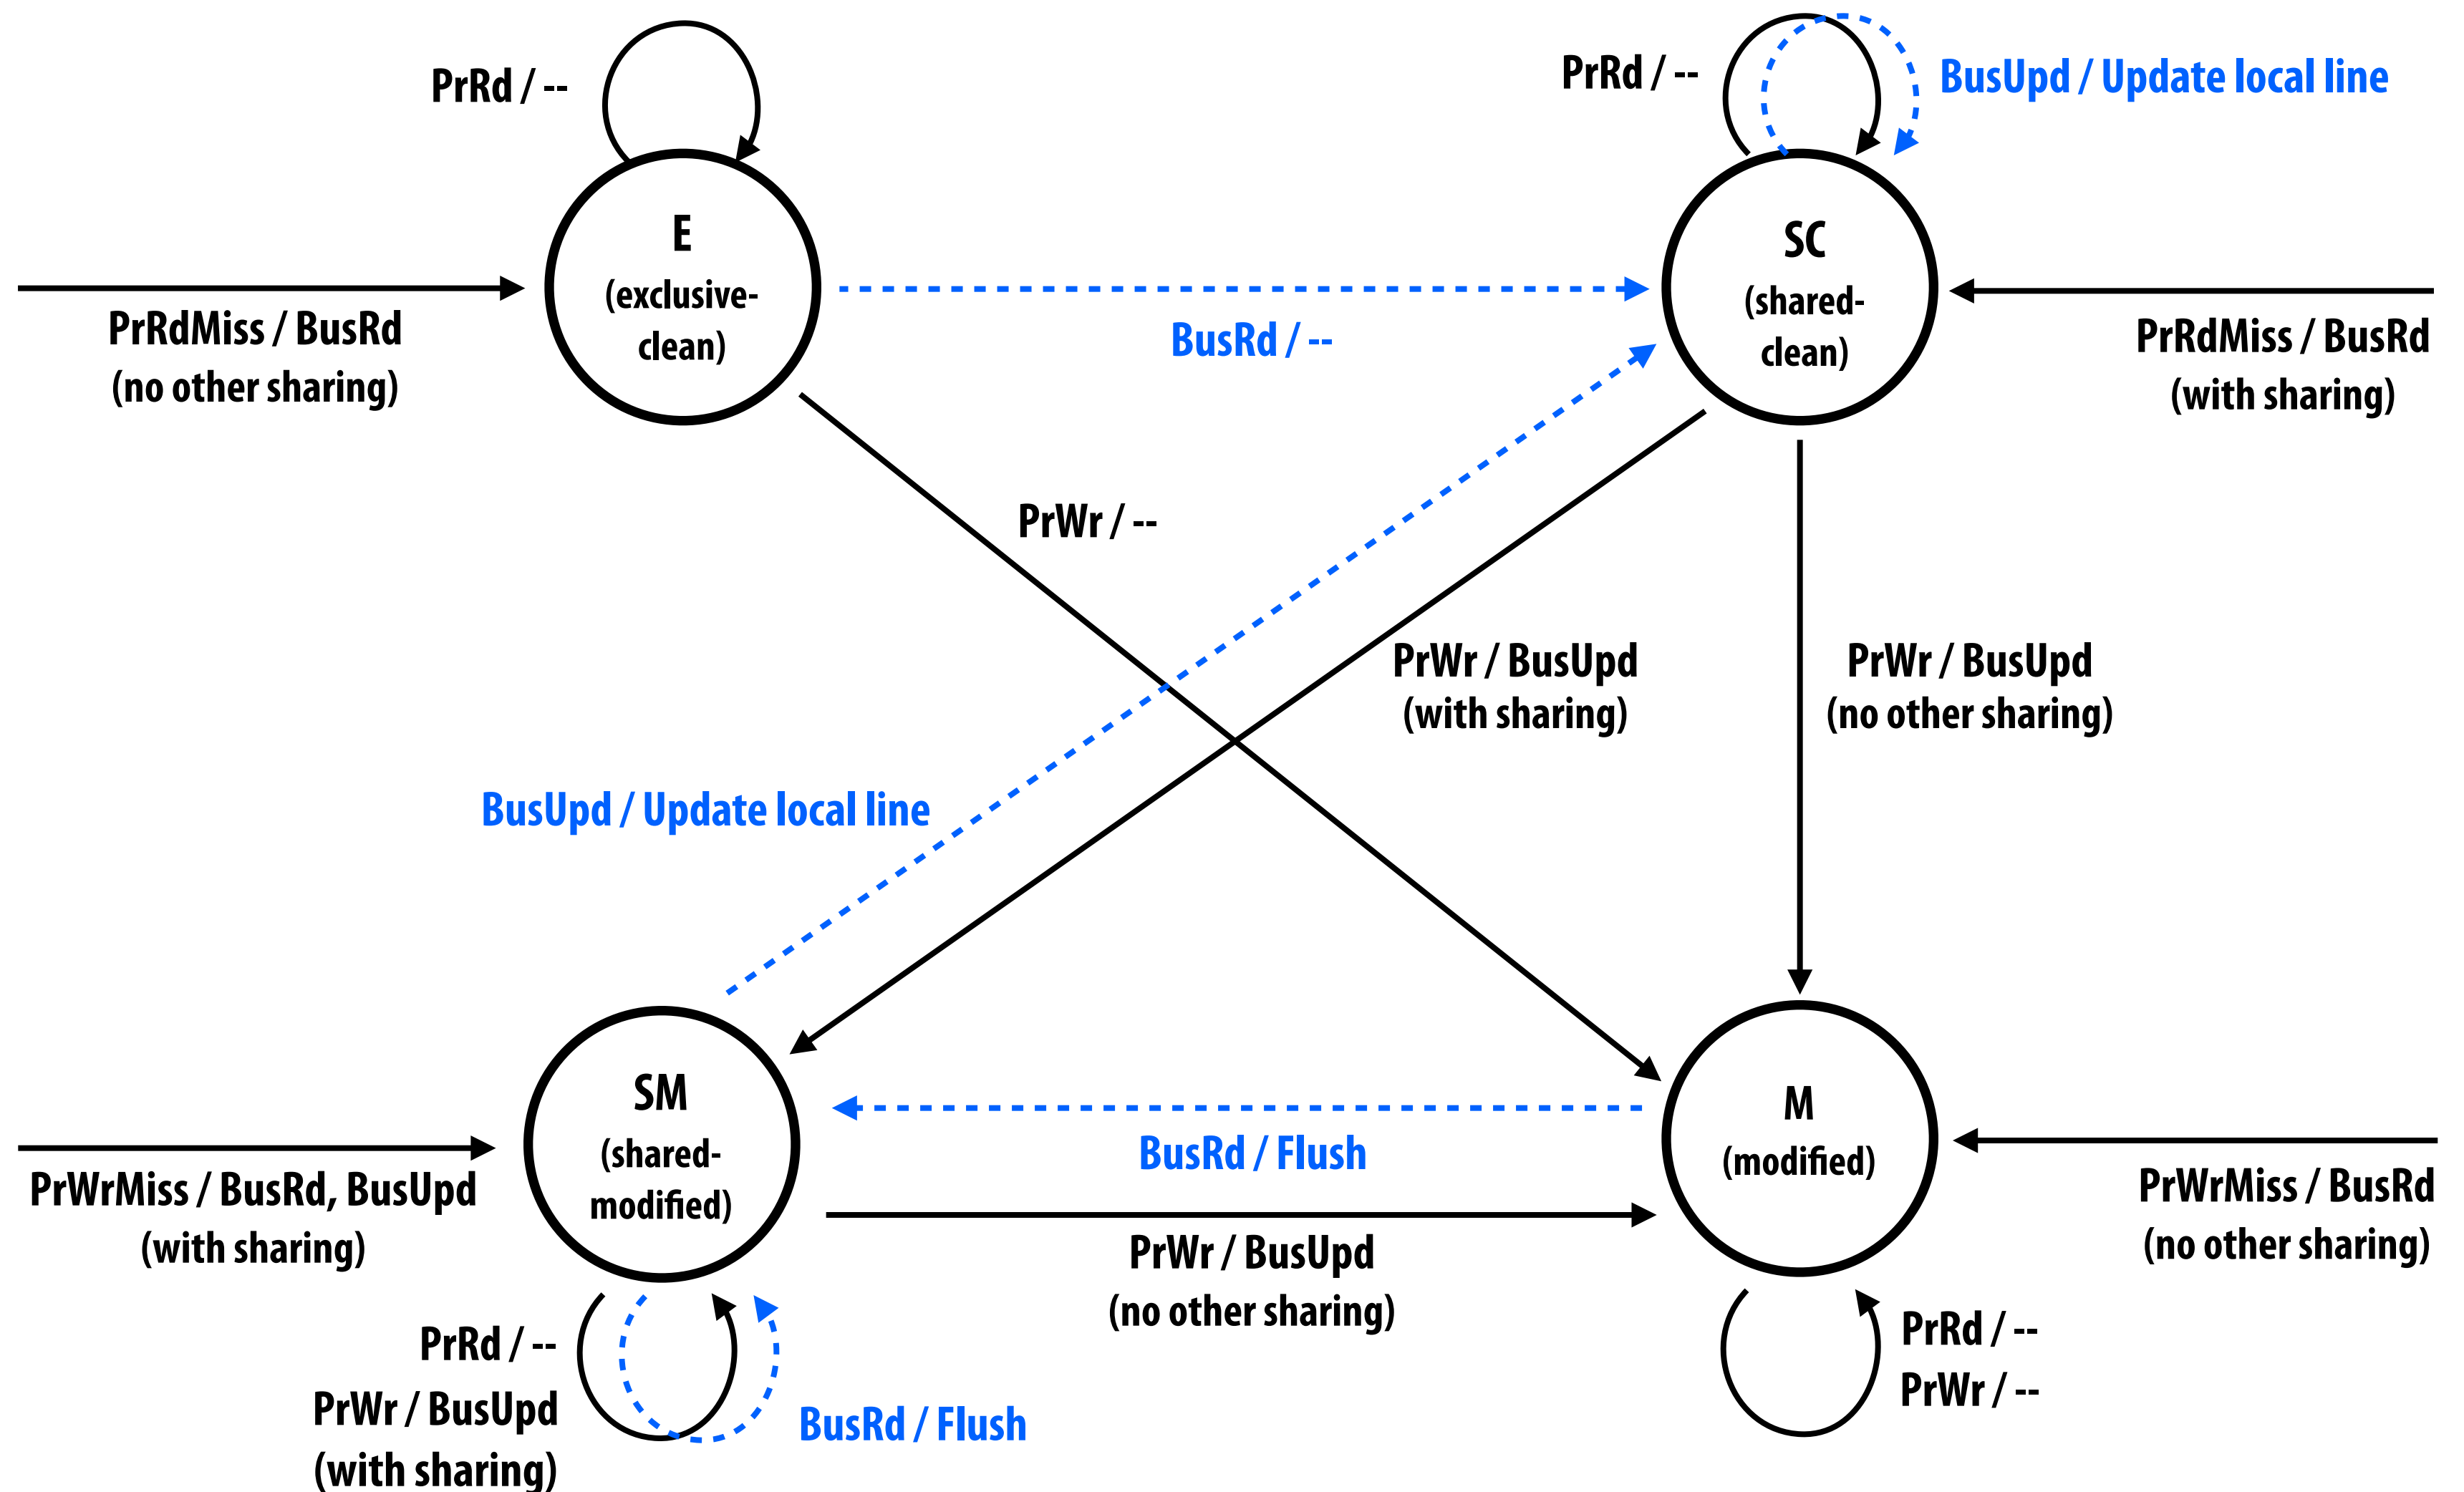 PrRd / --
PrRd / --
BusUpd / Update local line
E
(exclusive-
clean)
SC
(shared-
clean)
PrRdMiss / BusRd
(no other sharing)
BusRd / --
PrRdMiss / BusRd
(with sharing)
PrWr / --
PrWr / BusUpd
(with sharing)
PrWr / BusUpd
(no other sharing)
BusUpd / Update local line
SM
(shared-
modified)
M
(modified)
BusRd / Flush
PrWrMiss / BusRd, BusUpd
(with sharing)
PrWr / BusUpd
(no other sharing)
PrWrMiss / BusRd
(no other sharing)
PrRd / --
PrWr / BusUpd
(with sharing)
BusRd / Flush
PrRd / --
PrWr / --